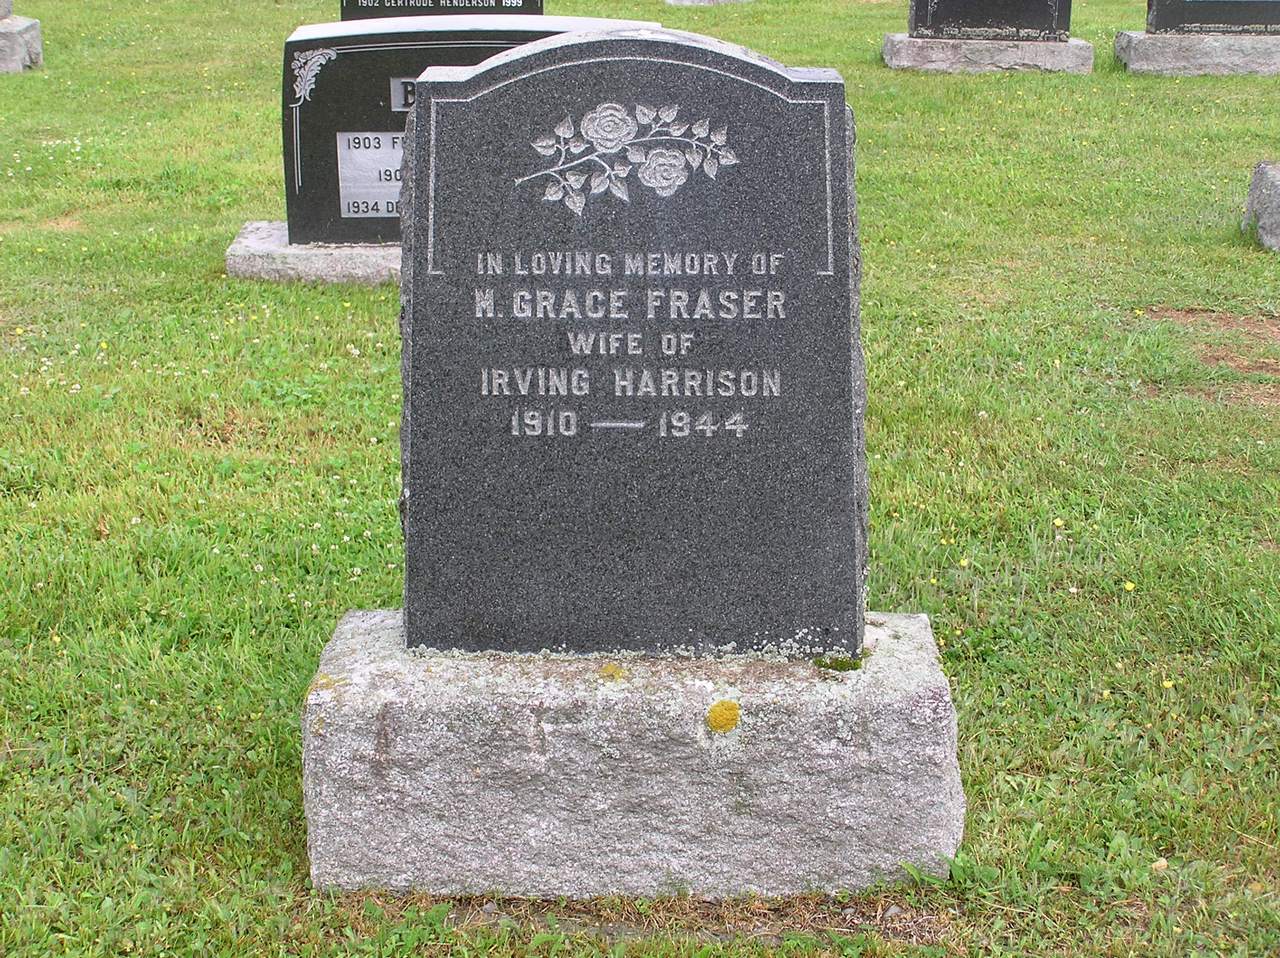 1902 GERTRUDE HENDERSON 1999
B
1903
190
1934
IN LOVING MEMORY OF
M. GRACE FRASER
WIFE OF
IRVING HARRISON
1910 — 1944